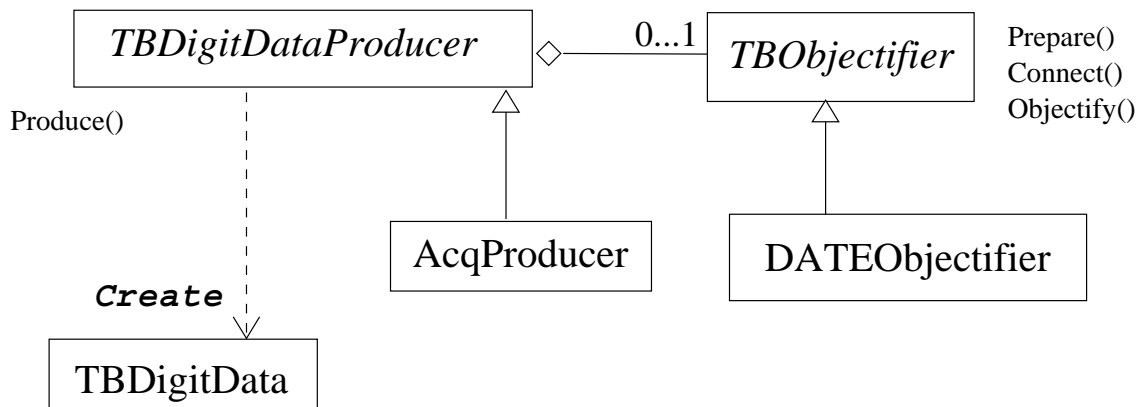 TBDigitDataProducer
0...1
TBObjectifier
Prepare()
Connect()
Objectify()
Produce()
AcqProducer
DATEObjectifier
Create
TBDigitData